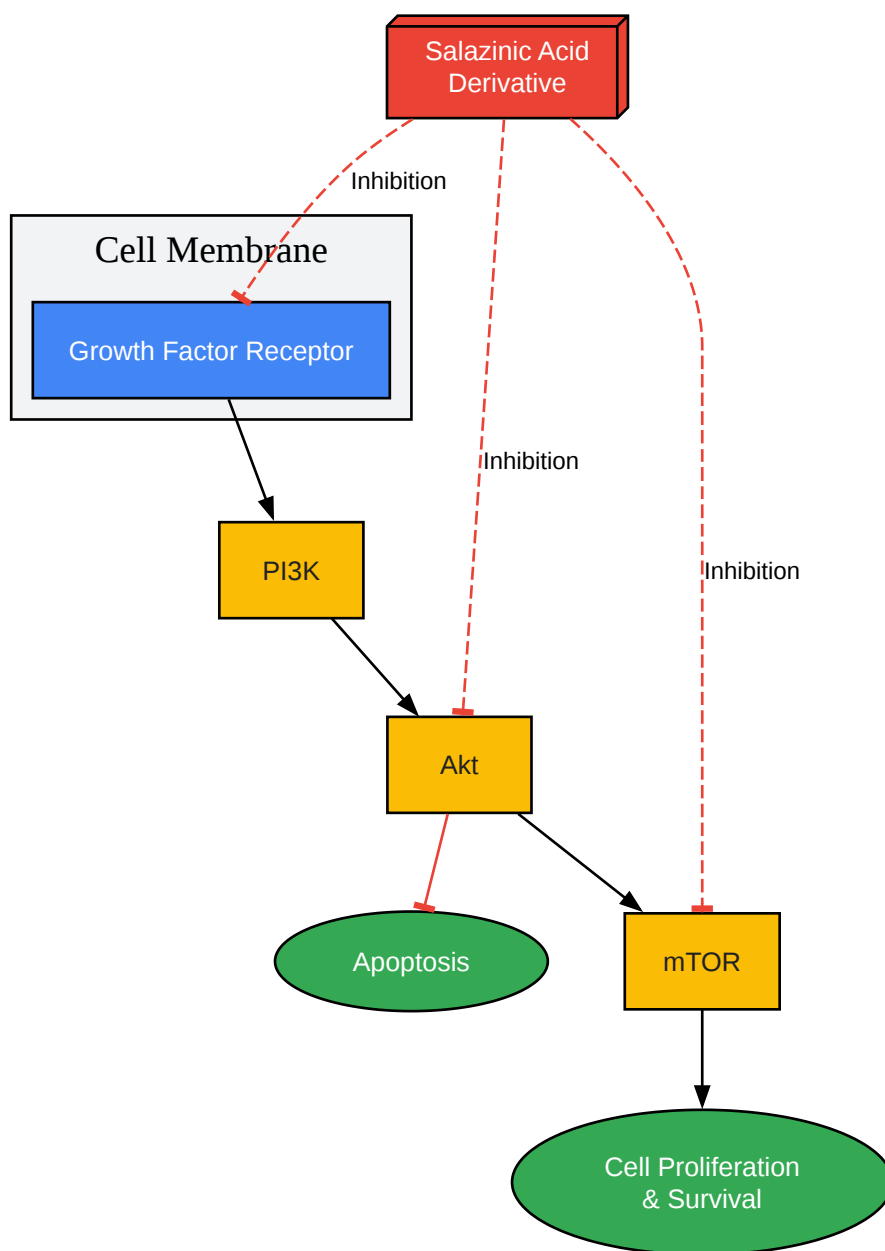 Salazinic Acid
Derivative
Inhibition
Cell Membrane
Growth Factor Receptor
Inhibition
PI3K
Inhibition
Akt
Apoptosis
mTOR
Cell Proliferation
& Survival